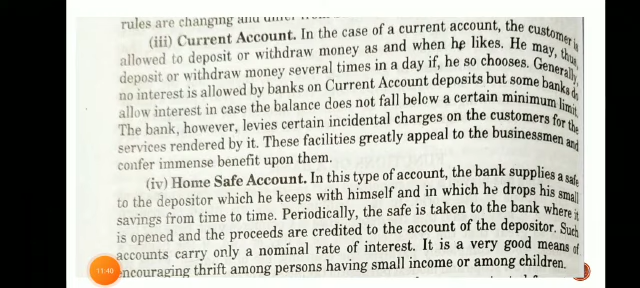 rules are changing and
(iii) Current Account. In the case of a current account, the customer is
allowed to deposit or withdraw money as and when he likes. He may, thus,
deposit or withdraw money several times in a day if, he so chooses. Generally,
no interest is allowed by banks on Current Account deposits but some banks do
allow interest in case the balance does not fall below a certain minimum limit.
The bank, however, levies certain incidental charges on the customers for the
services rendered by it. These facilities greatly appeal to the businessmen and
confer immense benefit upon them.
(iv) Home Safe Account. In this type of account, the bank supplies a safe
to the depositor which he keeps with himself and in which he drops his small
savings from time to time. Periodically, the safe is taken to the bank where it
is opened and the proceeds are credited to the account of the depositor. Such
accounts carry only a nominal rate of interest. It is a very good means of
encouraging thrift among persons having small income or among children.
11:40